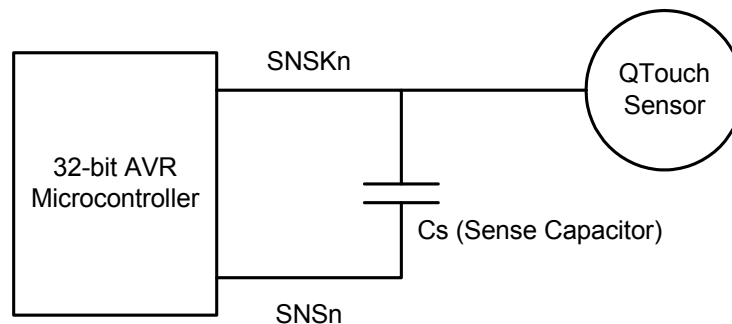 SNSKn
QTouch
Sensor
32-bit AVR
Microcontroller
Cs (Sense Capacitor)
SNSn